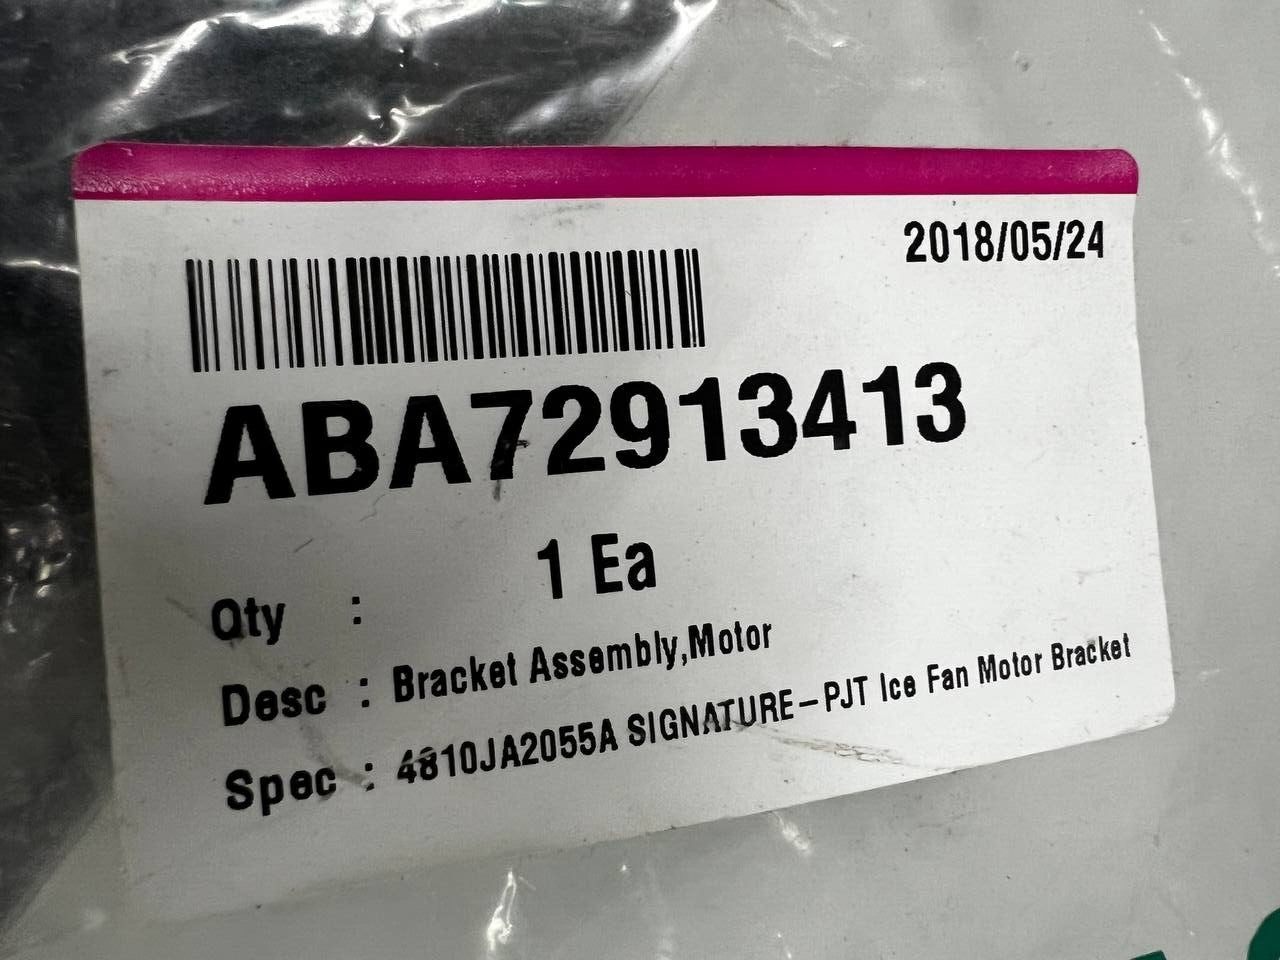 2018/05/24
ABA72913413
Qty : 1 Ea
Desc : Bracket Assembly,Motor
Spec : 4810JA2055A SIGNATURE-PJT Ice Fan Motor Bracket